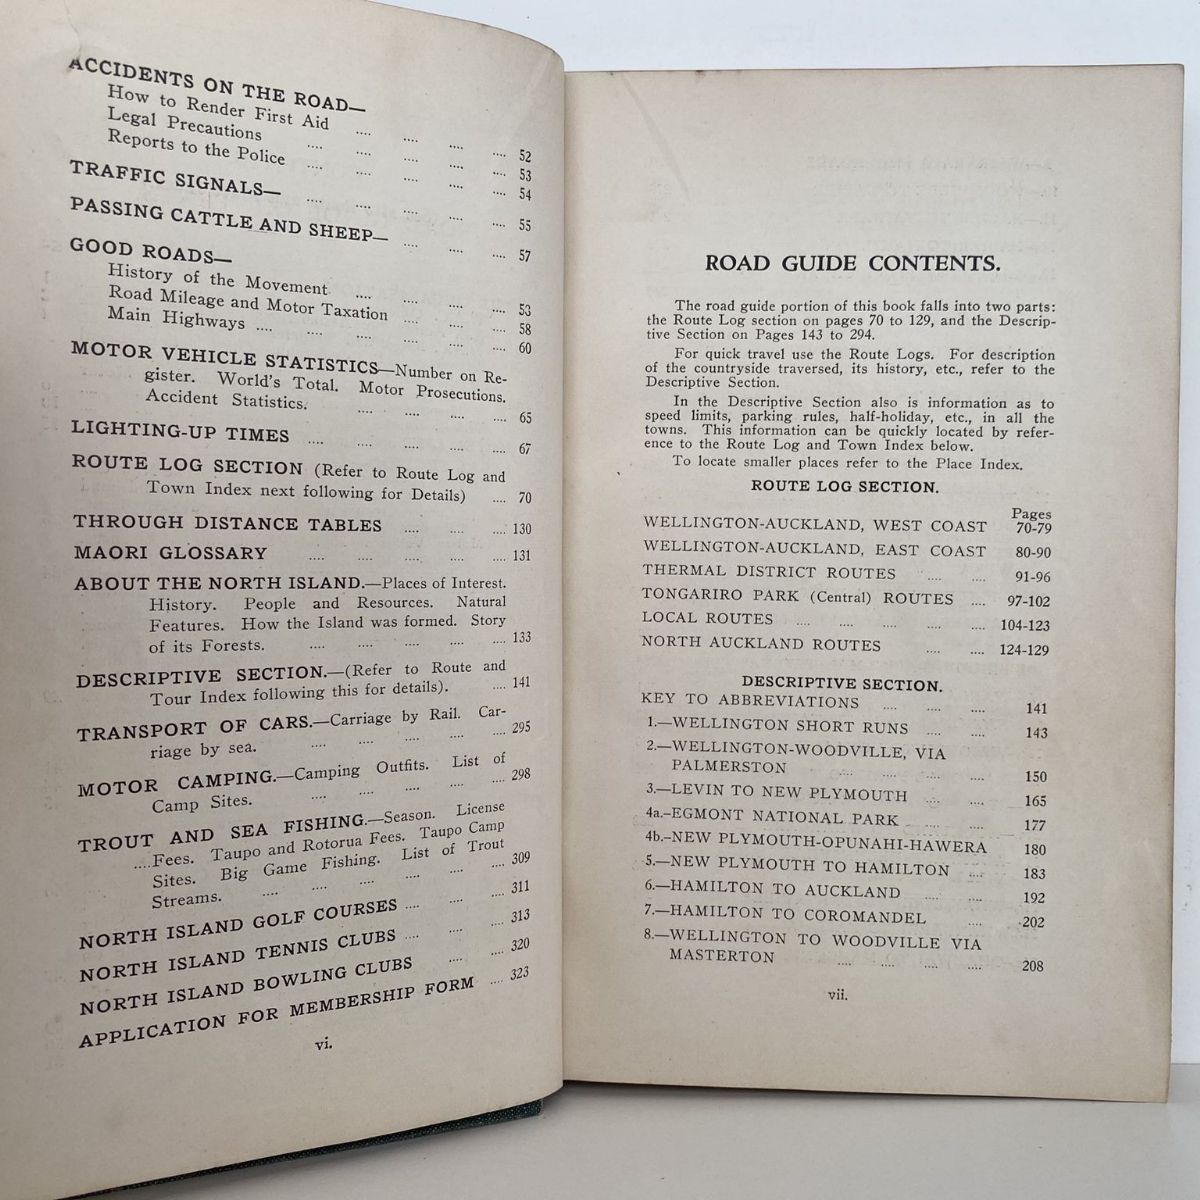 ACCIDENTS ON THE ROAD—
How to Render First Aid .... .... .... .... 52
Legal Precautions .... .... .... .... 53
Reports to the Police .... .... .... .... 54
TRAFFIC SIGNALS— .... .... .... .... 55
PASSING CATTLE AND SHEEP— .... .... .... 57
GOOD ROADS—
History of the Movement .... .... .... .... 53
Road Mileage and Motor Taxation .... .... .... 58
Main Highways .... .... .... .... .... 60
MOTOR VEHICLE STATISTICS—Number on Re-
gister. World's Total. Motor Prosecutions.
Accident Statistics. .... .... .... .... 65
LIGHTING-UP TIMES .... .... .... .... 67
ROUTE LOG SECTION (Refer to Route Log and
Town Index next following for Details) .... 70
THROUGH DISTANCE TABLES .... .... .... 130
MAORI GLOSSARY .... .... .... .... 131
ABOUT THE NORTH ISLAND.—Places of Interest.
History. People and Resources. Natural
Features. How the Island was formed. Story
of its Forests. .... .... .... .... 133
DESCRIPTIVE SECTION.—(Refer to Route and
Tour Index following this for details). .... 141
TRANSPORT OF CARS.—Carriage by Rail. Car-
riage by sea. .... .... .... .... 295
MOTOR CAMPING.—Camping Outfits. List of
Camp Sites. .... .... .... .... 298
TROUT AND SEA FISHING.—Season. License
....Fees. Taupo and Rotorua Fees. Taupo Camp
Sites. Big Game Fishing. List of Trout
Streams. .... .... .... .... .... 309
NORTH ISLAND GOLF COURSES .... .... .... 311
NORTH ISLAND TENNIS CLUBS .... .... .... 313
NORTH ISLAND BOWLING CLUBS .... .... 320
APPLICATION FOR MEMBERSHIP FORM .... 323
vi.
ROAD GUIDE CONTENTS.
The road guide portion of this book falls into two parts:
the Route Log section on pages 70 to 129, and the Descrip-
tive Section on Pages 143 to 294.
For quick travel use the Route Logs. For description
of the countryside traversed, its history, etc., refer to the
Descriptive Section.
In the Descriptive Section also is information as to
speed limits, parking rules, half-holiday, etc., in all the
towns. This information can be quickly located by refer-
ence to the Route Log and Town Index below.
To locate smaller places refer to the Place Index.
ROUTE LOG SECTION.
Pages
WELLINGTON-AUCKLAND, WEST COAST 70-79
WELLINGTON-AUCKLAND, EAST COAST 80-90
THERMAL DISTRICT ROUTES .... .... 91-96
TONGARIRO PARK (Central) ROUTES .... 97-102
LOCAL ROUTES .... .... .... .... .... 104-123
NORTH AUCKLAND ROUTES .... .... 124-129
DESCRIPTIVE SECTION.
KEY TO ABBREVIATIONS .... .... .... 141
1.—WELLINGTON SHORT RUNS .... .... 143
2.—WELLINGTON-WOODVILLE, VIA
PALMERSTON .... .... .... .... 150
3.—LEVIN TO NEW PLYMOUTH .... .... 165
4a.—EGMONT NATIONAL PARK .... .... 177
4b.—NEW PLYMOUTH-OPUNAHI-HAWERA 180
5.—NEW PLYMOUTH TO HAMILTON .... 183
6.—HAMILTON TO AUCKLAND .... .... 192
7.—HAMILTON TO COROMANDEL .... 202
8.—WELLINGTON TO WOODVILLE VIA
MASTERTON .... .... .... .... 208
vii.